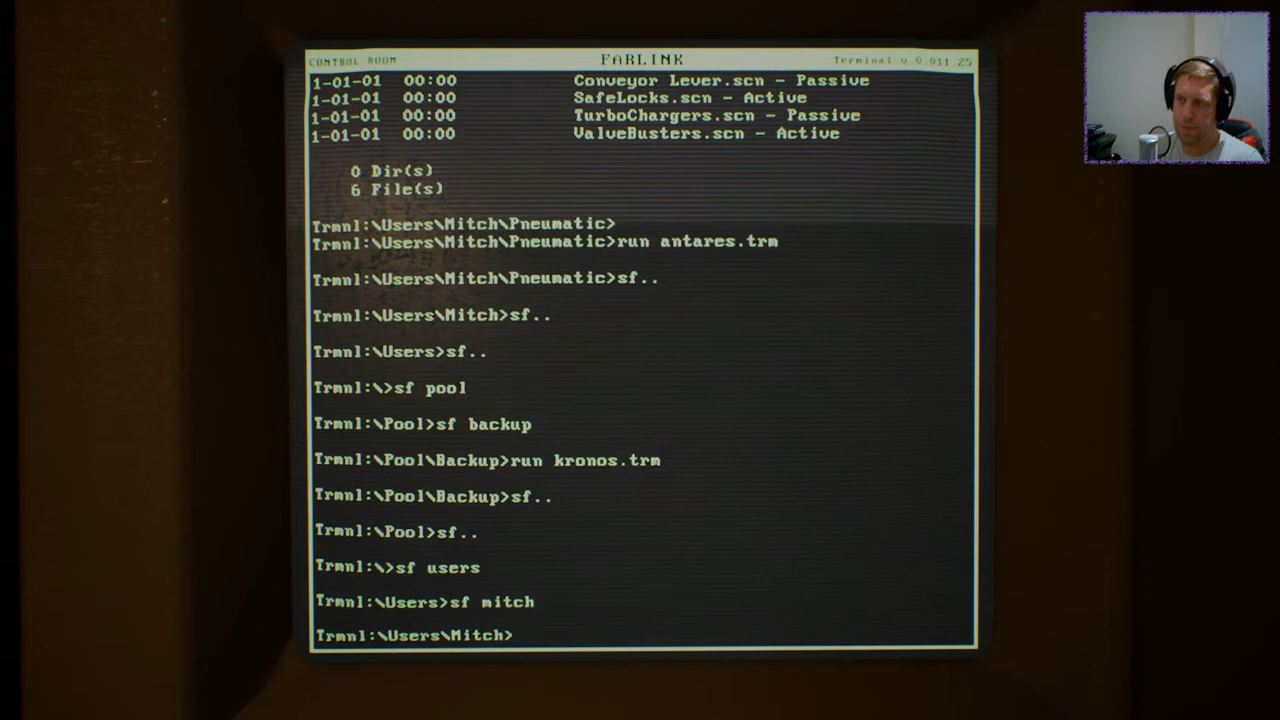 CONTROL ROOM FARLINK Terminal v.0.011.25
1-01-01 00:00 Conveyor Lever.scn - Passive
1-01-01 00:00 SafeLocks.scn - Active
1-01-01 00:00 TurboChargers.scn - Passive
1-01-01 00:00 ValveBusters.scn - Active
0 Dir(s)
6 File(s)
Trmnl:\Users\Mitch\Pneumatic>
Trmnl:\Users\Mitch\Pneumatic>run antares.trm
Trmnl:\Users\Mitch\Pneumatic>sf..
Trmnl:\Users\Mitch>sf..
Trmnl:\Users>sf..
Trmnl:\>sf pool
Trmnl:\Pool>sf backup
Trmnl:\Pool\Backup>run kronos.trm
Trmnl:\Pool\Backup>sf..
Trmnl:\Pool>sf..
Trmnl:\>sf users
Trmnl:\Users>sf mitch
Trmnl:\Users\Mitch>